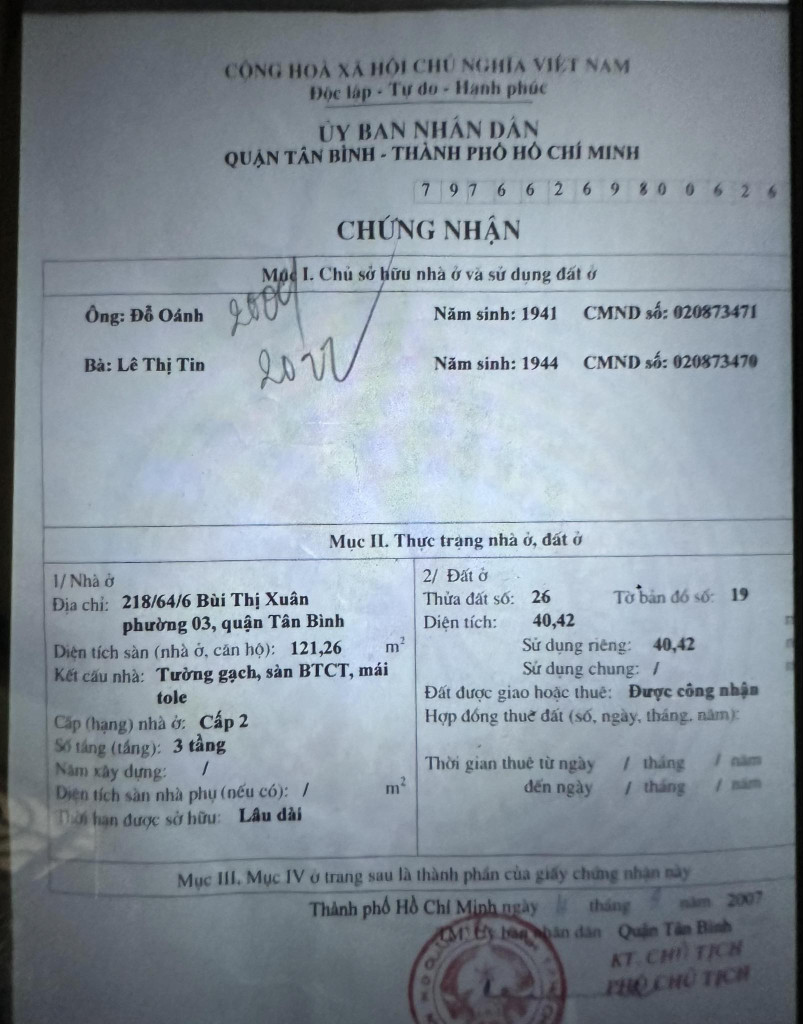 CỘNG HOÀ XÃ HỘI CHỦ NGHĨA VIỆT NAM
Độc lập - Tự do - Hạnh phúc
ỦY BAN NHÂN DÂN
QUẬN TÂN BÌNH - THÀNH PHỐ HỒ CHÍ MINH
7 9 7 6 6 2 6 9 8 0 0 6 2 6
CHỨNG NHẬN
Mục I. Chủ sở hữu nhà ở và sử dụng đất ở
Ông: Đỗ Oánh Năm sinh: 1941 CMND số: 020873471
Bà: Lê Thị Tin 2022 Năm sinh: 1944 CMND số: 020873470
Mục II. Thực trạng nhà ở, đất ở
1/ Nhà ở
Địa chỉ: 218/64/6 Bùi Thị Xuân
phường 03, quận Tân Bình
Diện tích sàn (nhà ở, căn hộ): 121,26 m²
Kết cấu nhà: Tường gạch, sàn BTCT, mái
tole
Cấp (hạng) nhà ở: Cấp 2
Số tầng (tầng): 3 tầng
Năm xây dựng: /
Diện tích sàn nhà phụ (nếu có): / m²
Thời hạn được sở hữu: Lâu dài
2/ Đất ở
Thửa đất số: 26 Tờ bản đồ số: 19
Diện tích: 40,42
Sử dụng riêng: 40,42
Sử dụng chung: /
Đất được giao hoặc thuê: Được công nhận
Hợp đồng thuê đất (số, ngày, tháng, năm):
Thời gian thuê từ ngày / tháng / năm
đến ngày / tháng / năm
Mục III, Mục IV ở trang sau là thành phần của giấy chứng nhận này
Thành phố Hồ Chí Minh ngày tháng năm 2007
TM. Ủy ban nhân dân Quận Tân Bình
KT. CHỦ TỊCH
PHÓ CHỦ TỊCH